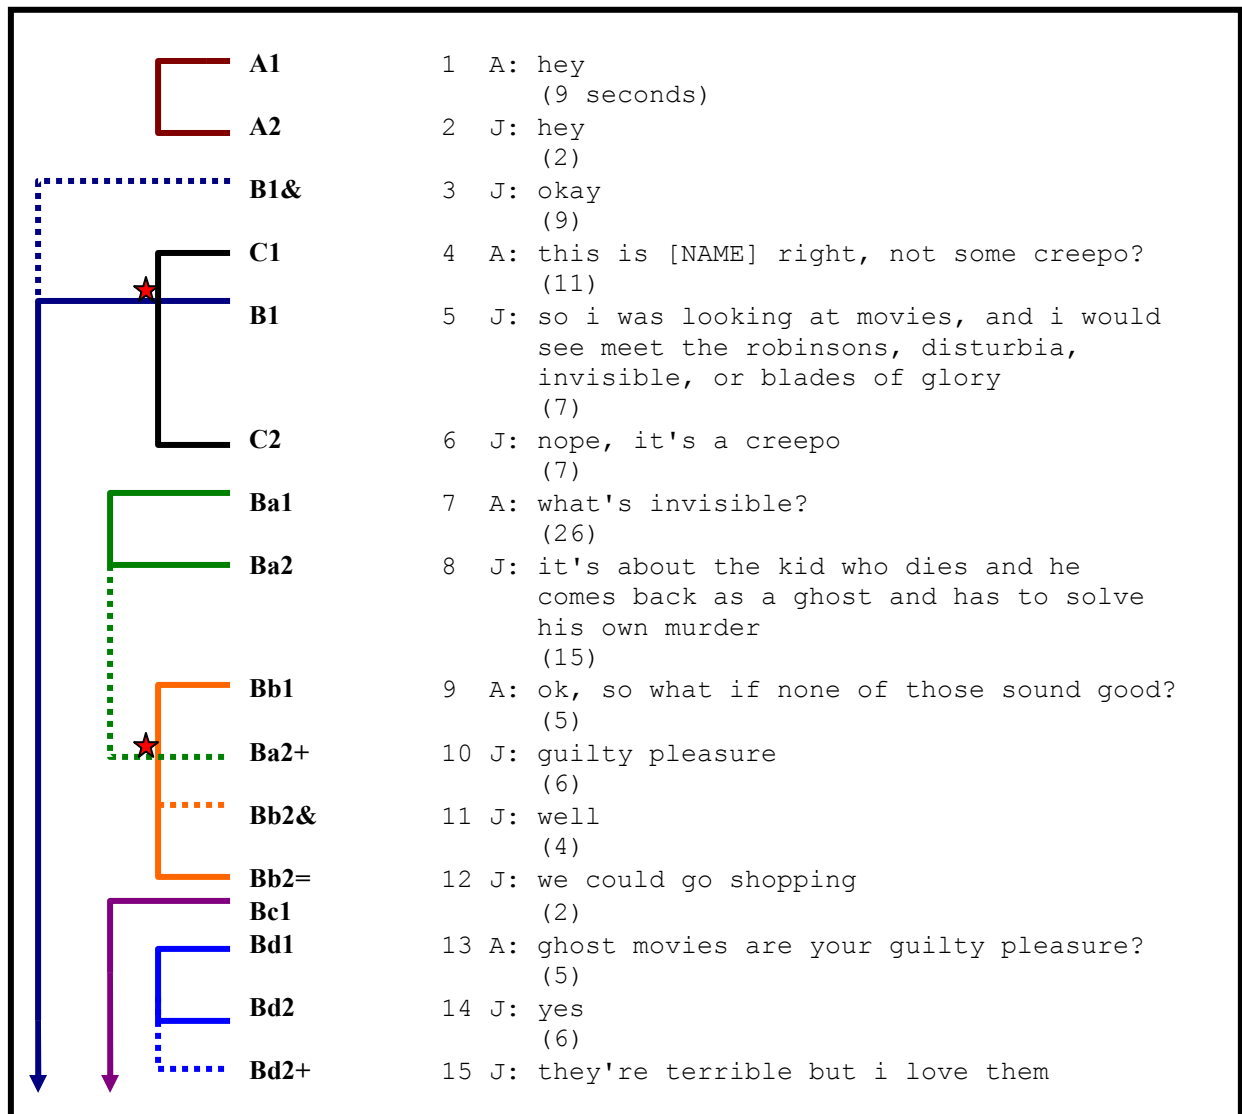 A1 1 A: hey
(9 seconds)
A2 2 J: hey
(2)
B1& 3 J: okay
(9)
C1 4 A: this is [NAME] right, not some creepo?
(11)
B1 5 J: so i was looking at movies, and i would
see meet the robinsons, disturbia,
invisible, or blades of glory
(7)
C2 6 J: nope, it's a creepo
(7)
Ba1 7 A: what's invisible?
(26)
Ba2 8 J: it's about the kid who dies and he
comes back as a ghost and has to solve
his own murder
(15)
Bb1 9 A: ok, so what if none of those sound good?
(5)
Ba2+ 10 J: guilty pleasure
(6)
Bb2& 11 J: well
(4)
Bb2= 12 J: we could go shopping
Bc1 (2)
Bd1 13 A: ghost movies are your guilty pleasure?
(5)
Bd2 14 J: yes
(6)
Bd2+ 15 J: they're terrible but i love them